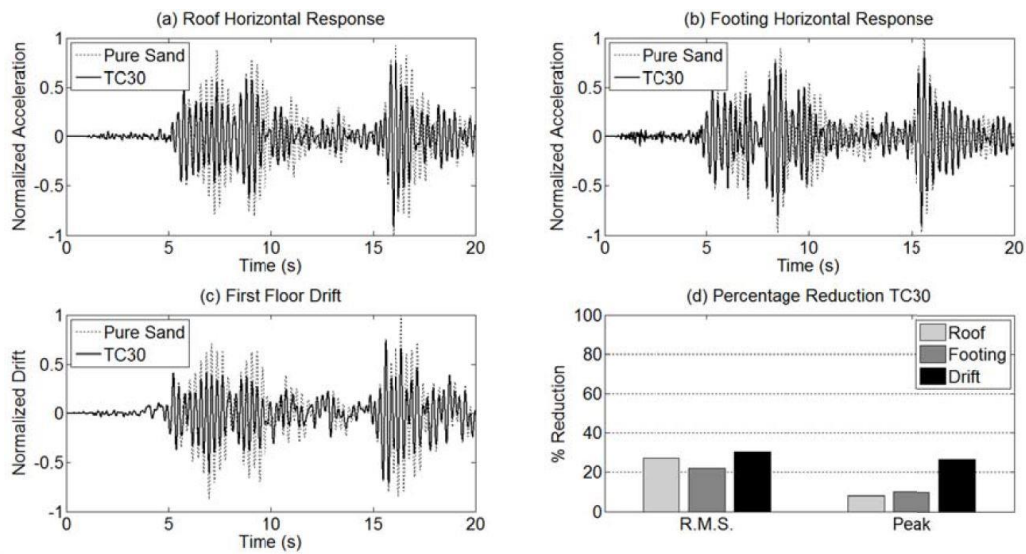 (a) Roof Horizontal Response
Normalized Acceleration
1
0.5
0
-0.5
-1
Pure Sand
TC30
0 5 10 15 20
Time (s)
(b) Footing Horizontal Response
Normalized Acceleration
1
0.5
0
-0.5
-1
Pure Sand
TC30
0 5 10 15 20
Time (s)
(c) First Floor Drift
Normalized Drift
1
0.5
0
-0.5
-1
Pure Sand
TC30
0 5 10 15 20
Time (s)
(d) Percentage Reduction TC30
% Reduction
100
80
60
40
20
0
Roof
Footing
Drift
R.M.S. Peak